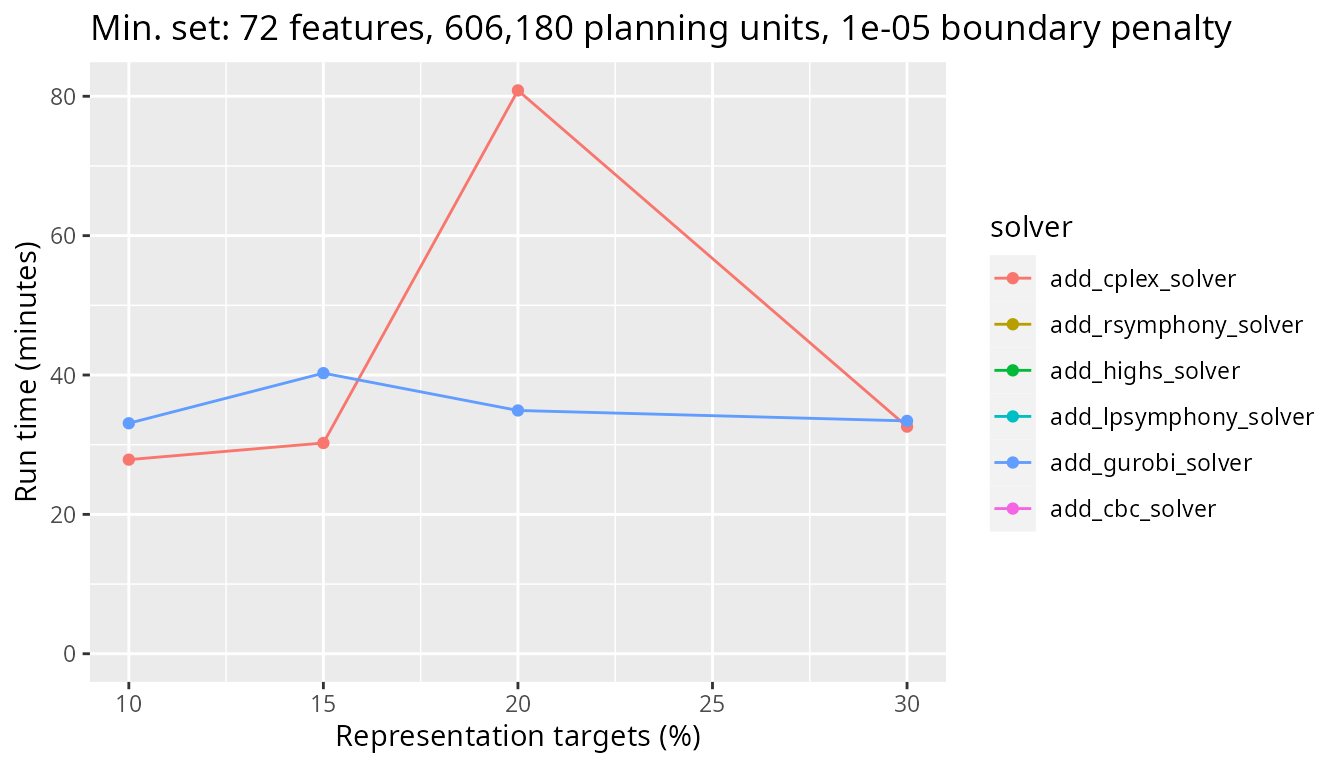 Min. set: 72 features, 606,180 planning units, 1e-05 boundary penalty
80
60
40
20
0
Run time (minutes)
10 15 20 25 30
Representation targets (%)
solver
add_cplex_solver
add_rsymphony_solver
add_highs_solver
add_lpsymphony_solver
add_gurobi_solver
add_cbc_solver